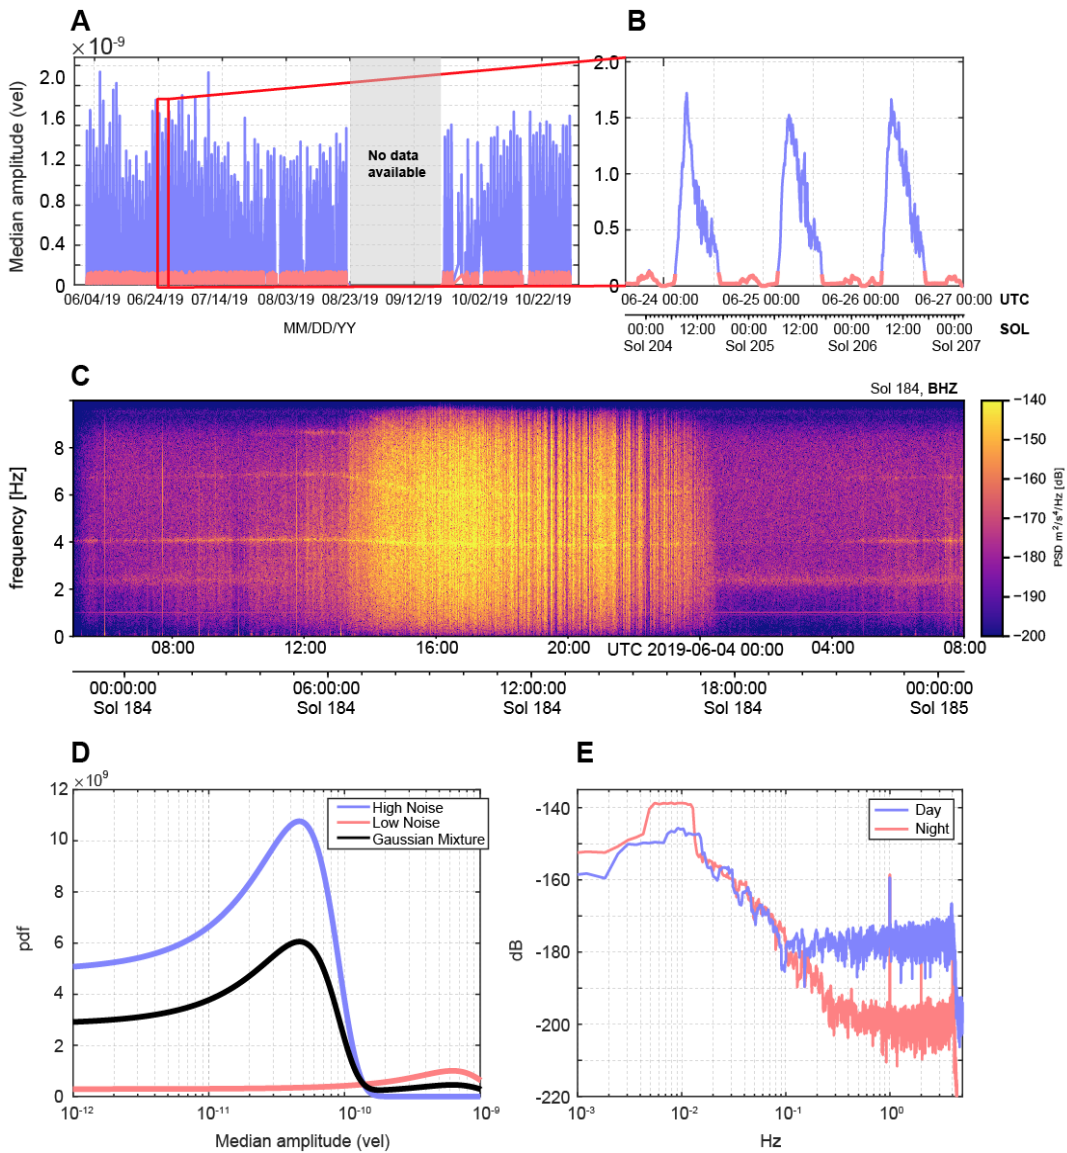 A
×10^-9
Median amplitude (vel)
2.0
1.6
1.2
0.8
0.4
0
No data
available
06/04/19 06/24/19 07/14/19 08/03/19 08/23/19 09/12/19 10/02/19 10/22/19
MM/DD/YY
B
2.0
1.5
1.0
0.5
0
06-24 00:00 06-25 00:00 06-26 00:00 06-27 00:00 UTC
00:00 12:00 00:00 12:00 00:00 12:00 00:00 SOL
Sol 204 Sol 205 Sol 206 Sol 207
C
Sol 184, BHZ
frequency [Hz]
8
6
4
2
0
08:00 12:00 16:00 20:00 UTC 2019-06-04 00:00 04:00 08:00
00:00:00 06:00:00 12:00:00 18:00:00 00:00:00
Sol 184 Sol 184 Sol 184 Sol 184 Sol 185
−140
−150
−160
−170
−180
−190
−200
PSD m²/s⁴/Hz [dB]
D
×10^9
pdf
12
10
8
6
4
2
0
High Noise
Low Noise
Gaussian Mixture
10^-12 10^-11 10^-10 10^-9
Median amplitude (vel)
E
dB
-140
-160
-180
-200
-220
Day
Night
10^-3 10^-2 10^-1 10^0
Hz